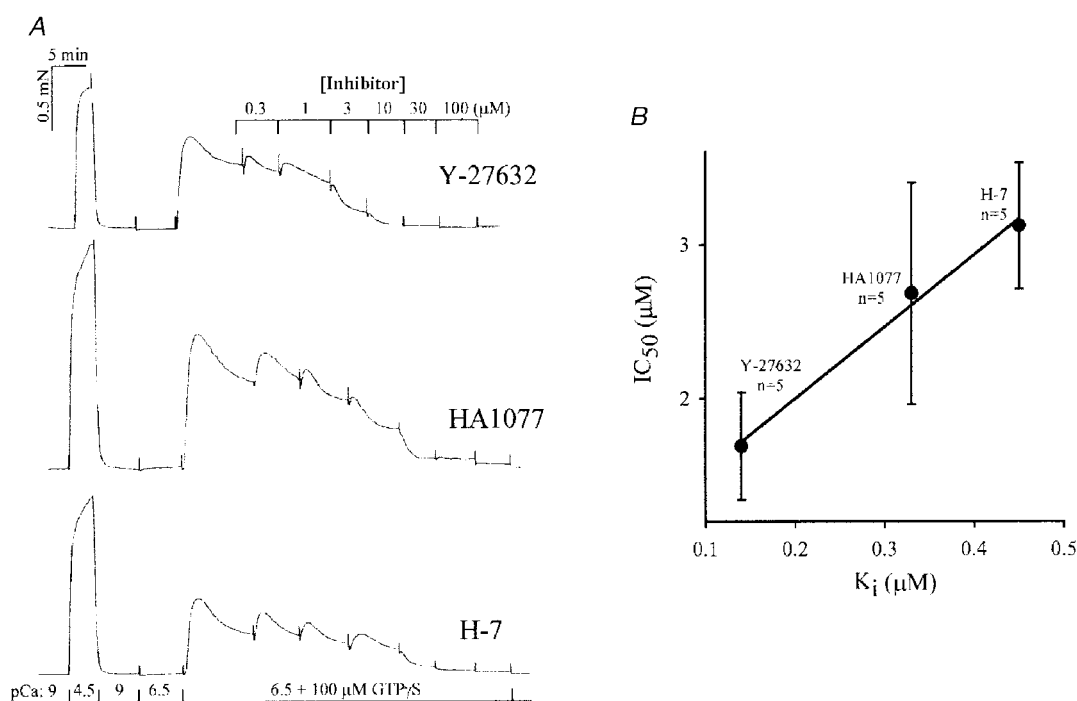 A
5 min
0.5 mN
[Inhibitor]
0.3 1 3 10 30 100 (μM)
Y-27632
HA1077
H-7
pCa: 9 4.5 9 6.5 6.5 + 100 μM GTPγS
B
IC50 (μM)
3
2
H-7
n=5
HA1077
n=5
Y-27632
n=5
0.1 0.2 0.3 0.4 0.5
Ki (μM)